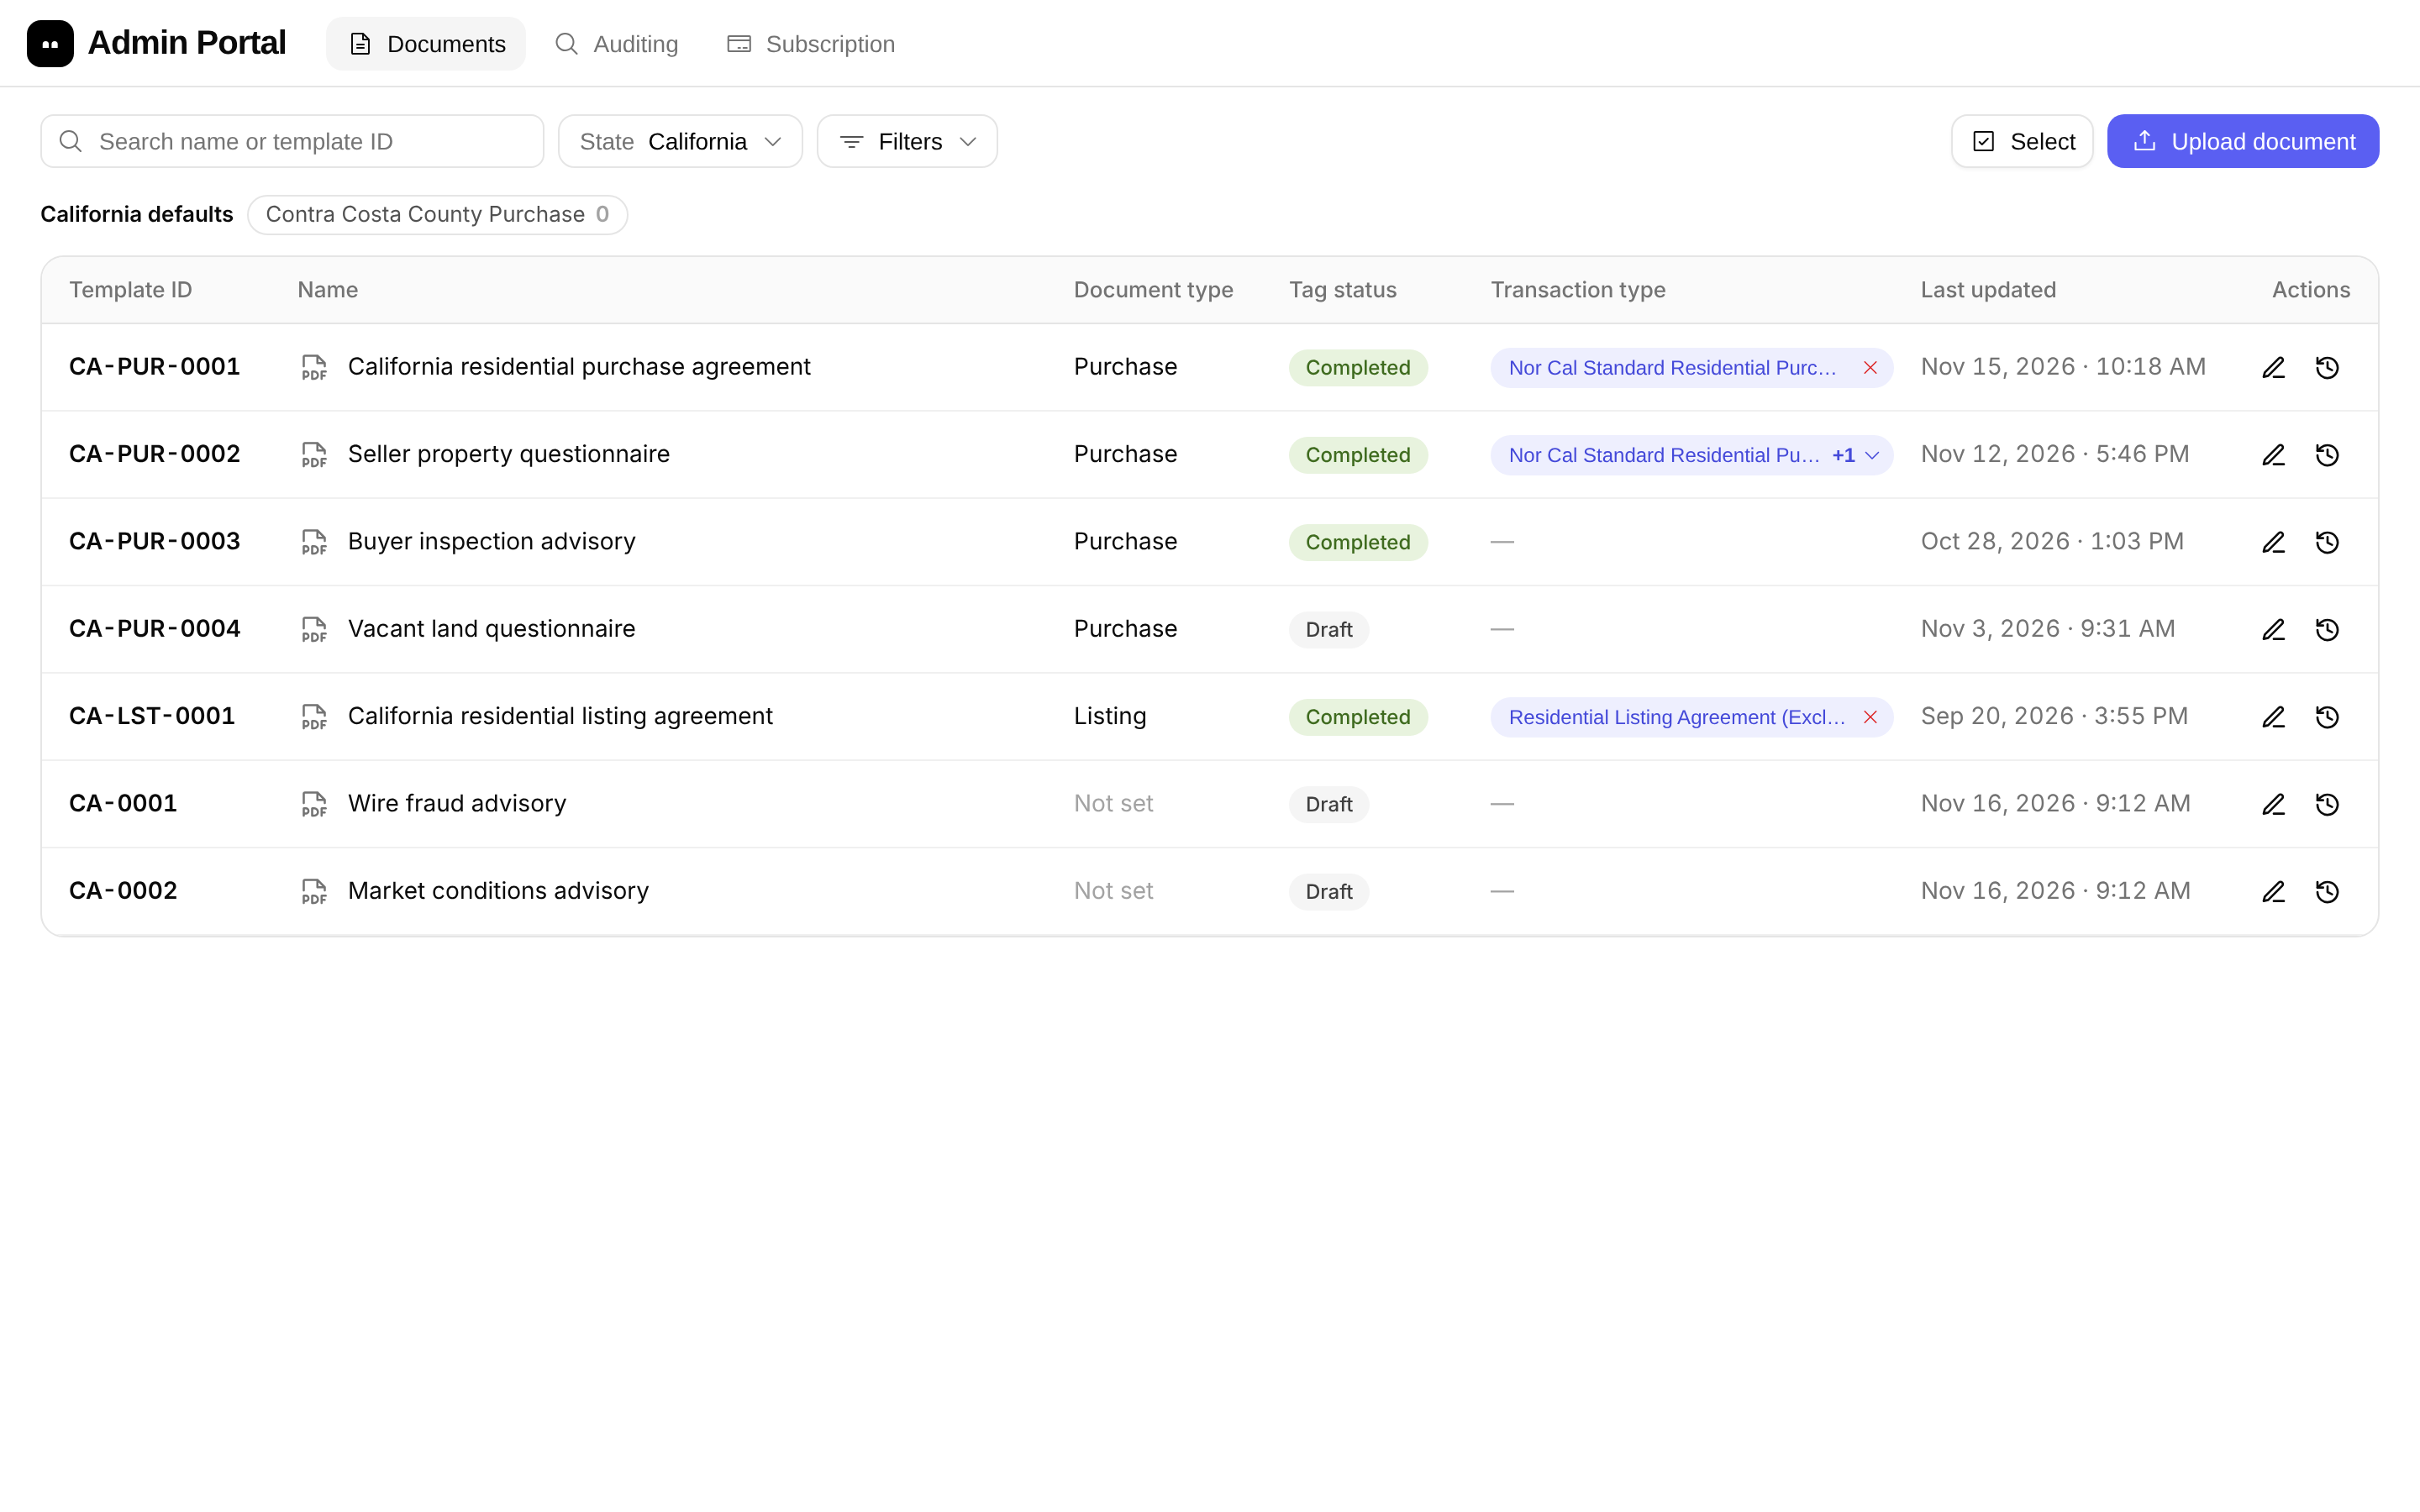 Admin Portal
Documents
Auditing
Subscription
Search name or template ID
State California
Filters
Select
Upload document
California defaults
Contra Costa County Purchase 0
Template ID Name Document type Tag status Transaction type Last updated Actions
CA-PUR-0001 PDF California residential purchase agreement Purchase Completed Nor Cal Standard Residential Purc… Nov 15, 2026 · 10:18 AM
CA-PUR-0002 PDF Seller property questionnaire Purchase Completed Nor Cal Standard Residential Pu… +1 Nov 12, 2026 · 5:46 PM
CA-PUR-0003 PDF Buyer inspection advisory Purchase Completed — Oct 28, 2026 · 1:03 PM
CA-PUR-0004 PDF Vacant land questionnaire Purchase Draft — Nov 3, 2026 · 9:31 AM
CA-LST-0001 PDF California residential listing agreement Listing Completed Residential Listing Agreement (Excl… Sep 20, 2026 · 3:55 PM
CA-0001 PDF Wire fraud advisory Not set Draft — Nov 16, 2026 · 9:12 AM
CA-0002 PDF Market conditions advisory Not set Draft — Nov 16, 2026 · 9:12 AM